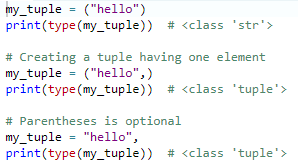 my_tuple = ("hello")
print(type(my_tuple))  # <class 'str'>

# Creating a tuple having one element
my_tuple = ("hello",)
print(type(my_tuple))  # <class 'tuple'>

# Parentheses is optional
my_tuple = "hello",
print(type(my_tuple))  # <class 'tuple'>